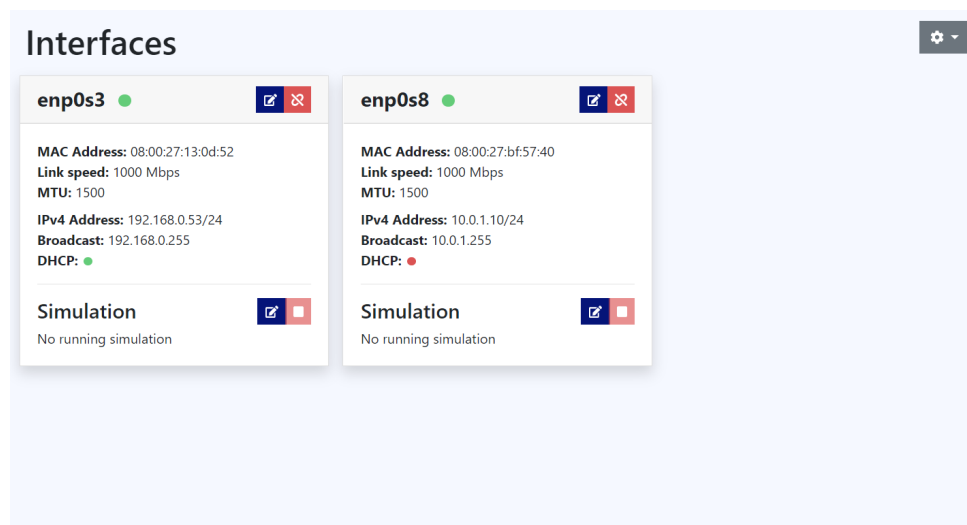 Interfaces
enp0s3
MAC Address: 08:00:27:13:0d:52
Link speed: 1000 Mbps
MTU: 1500
IPv4 Address: 192.168.0.53/24
Broadcast: 192.168.0.255
DHCP:
Simulation
No running simulation
enp0s8
MAC Address: 08:00:27:bf:57:40
Link speed: 1000 Mbps
MTU: 1500
IPv4 Address: 10.0.1.10/24
Broadcast: 10.0.1.255
DHCP:
Simulation
No running simulation